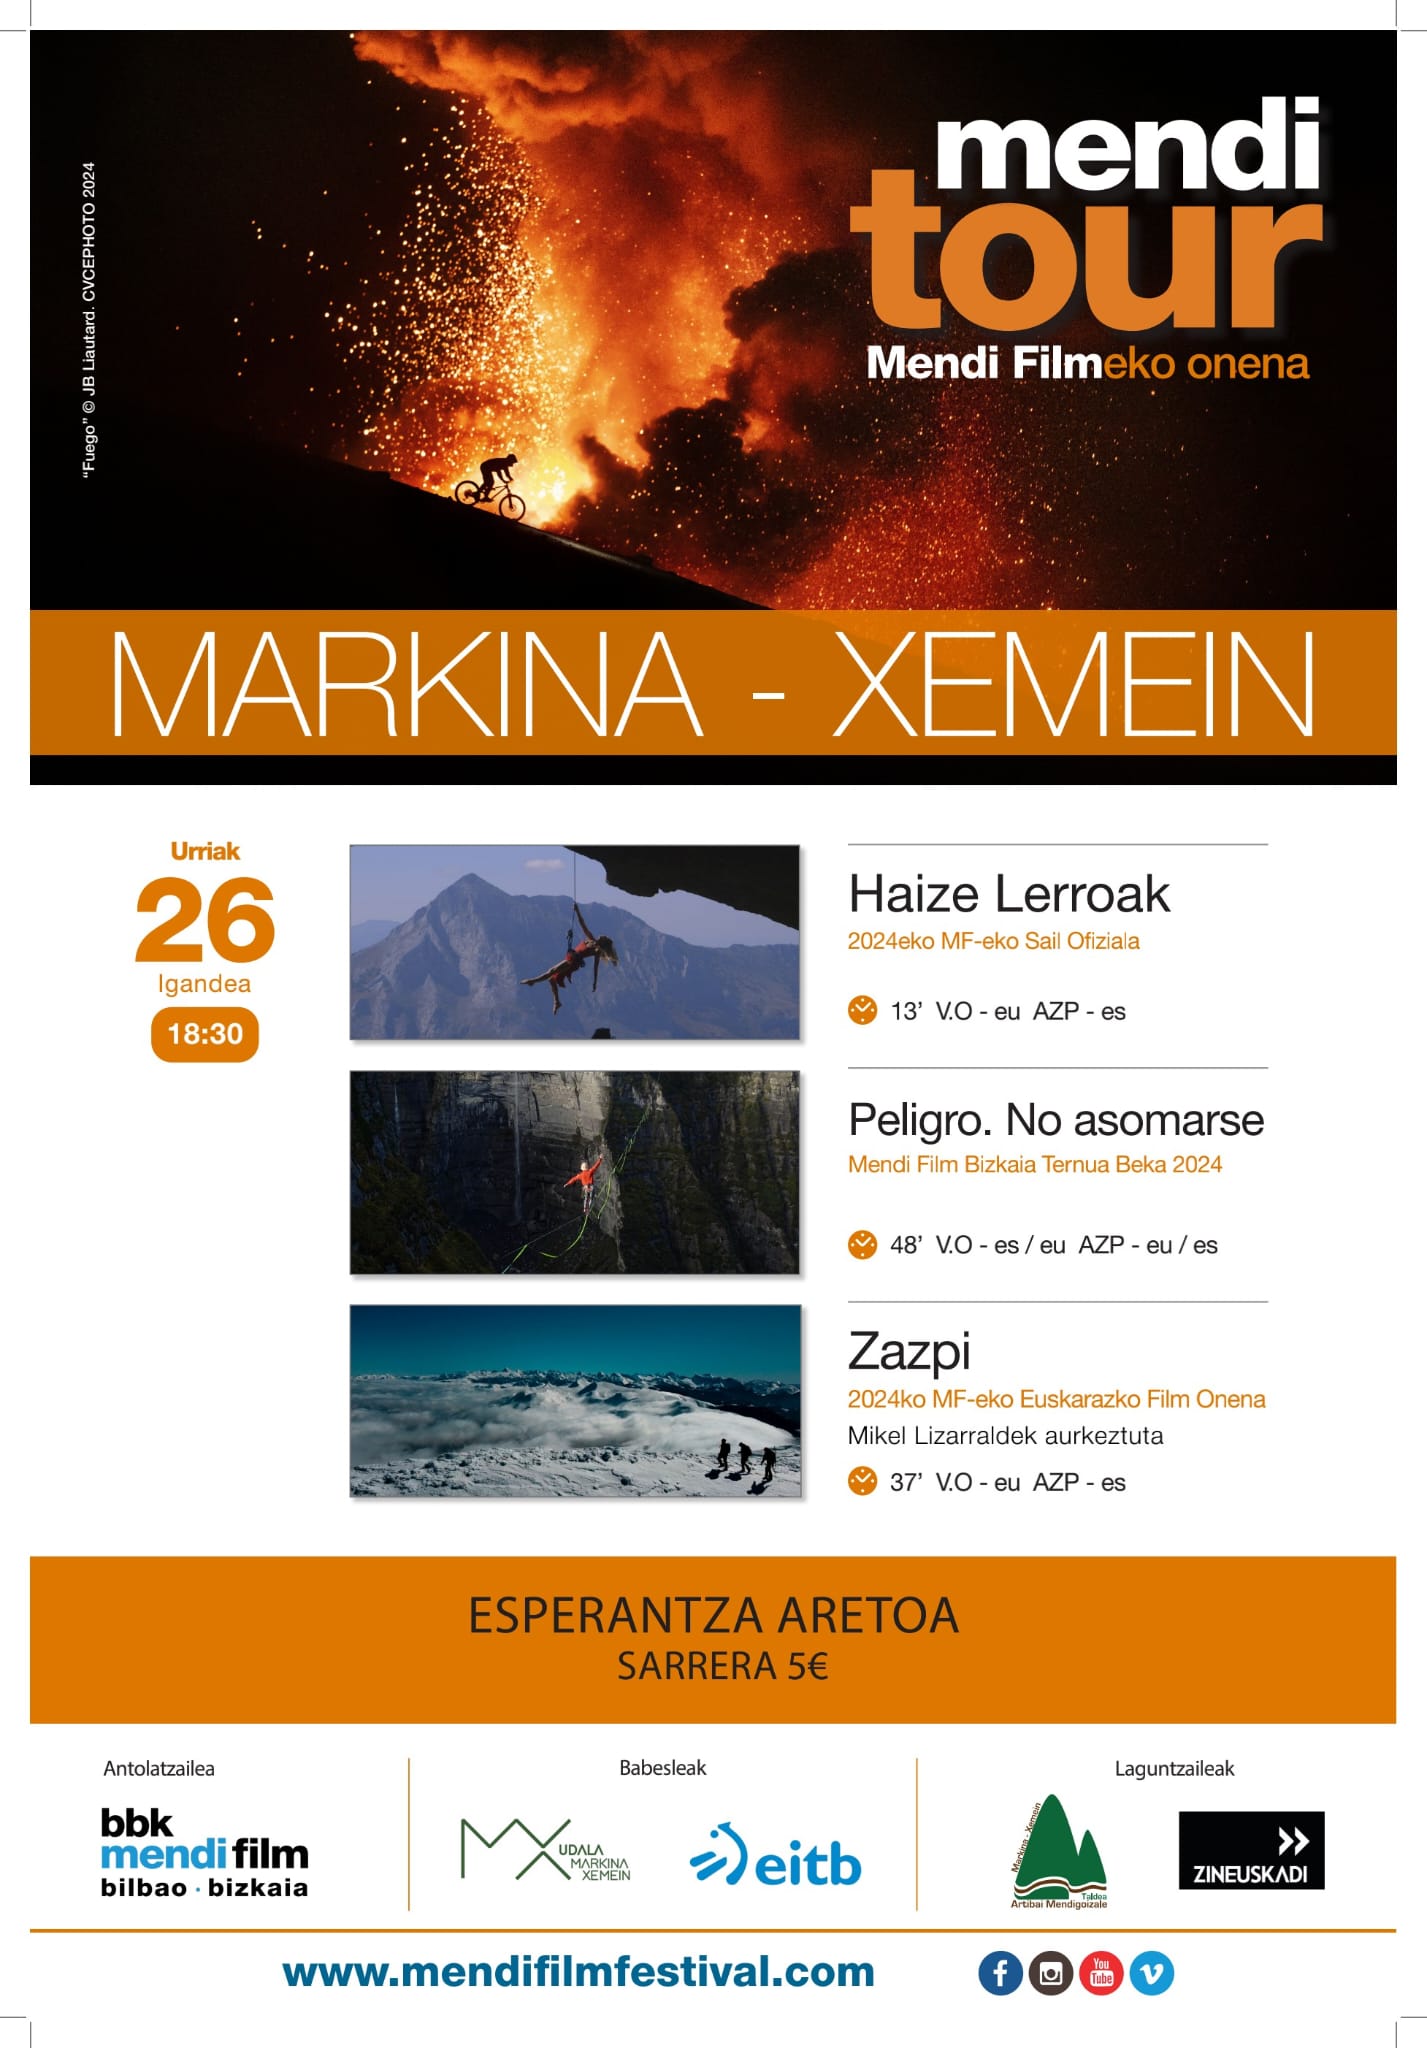 "Fuego" © JB Liautard. CVCEPHOTO 2024
mendi
tour
Mendi Filmeko onena
MARKINA - XEMEIN
Urriak
26
Igandea
18:30
Haize Lerroak
2024eko MF-eko Sail Ofiziala
13’ V.O - eu AZP - es
Peligro. No asomarse
Mendi Film Bizkaia Ternua Beka 2024
48’ V.O - es / eu AZP - eu / es
Zazpi
2024ko MF-eko Euskarazko Film Onena
Mikel Lizarraldek aurkeztuta
37’ V.O - eu AZP - es
ESPERANTZA ARETOA
SARRERA 5€
Antolatzailea
bbk
mendi film
bilbao · bizkaia
Babesleak
MX
UDALA
MARKINA
XEMEIN
eitb
Laguntzaileak
Markina - Xemein
Taldea
Artibai Mendigoizale
ZINEUSKADI
www.mendifilmfestival.com
f
You
Tube
v